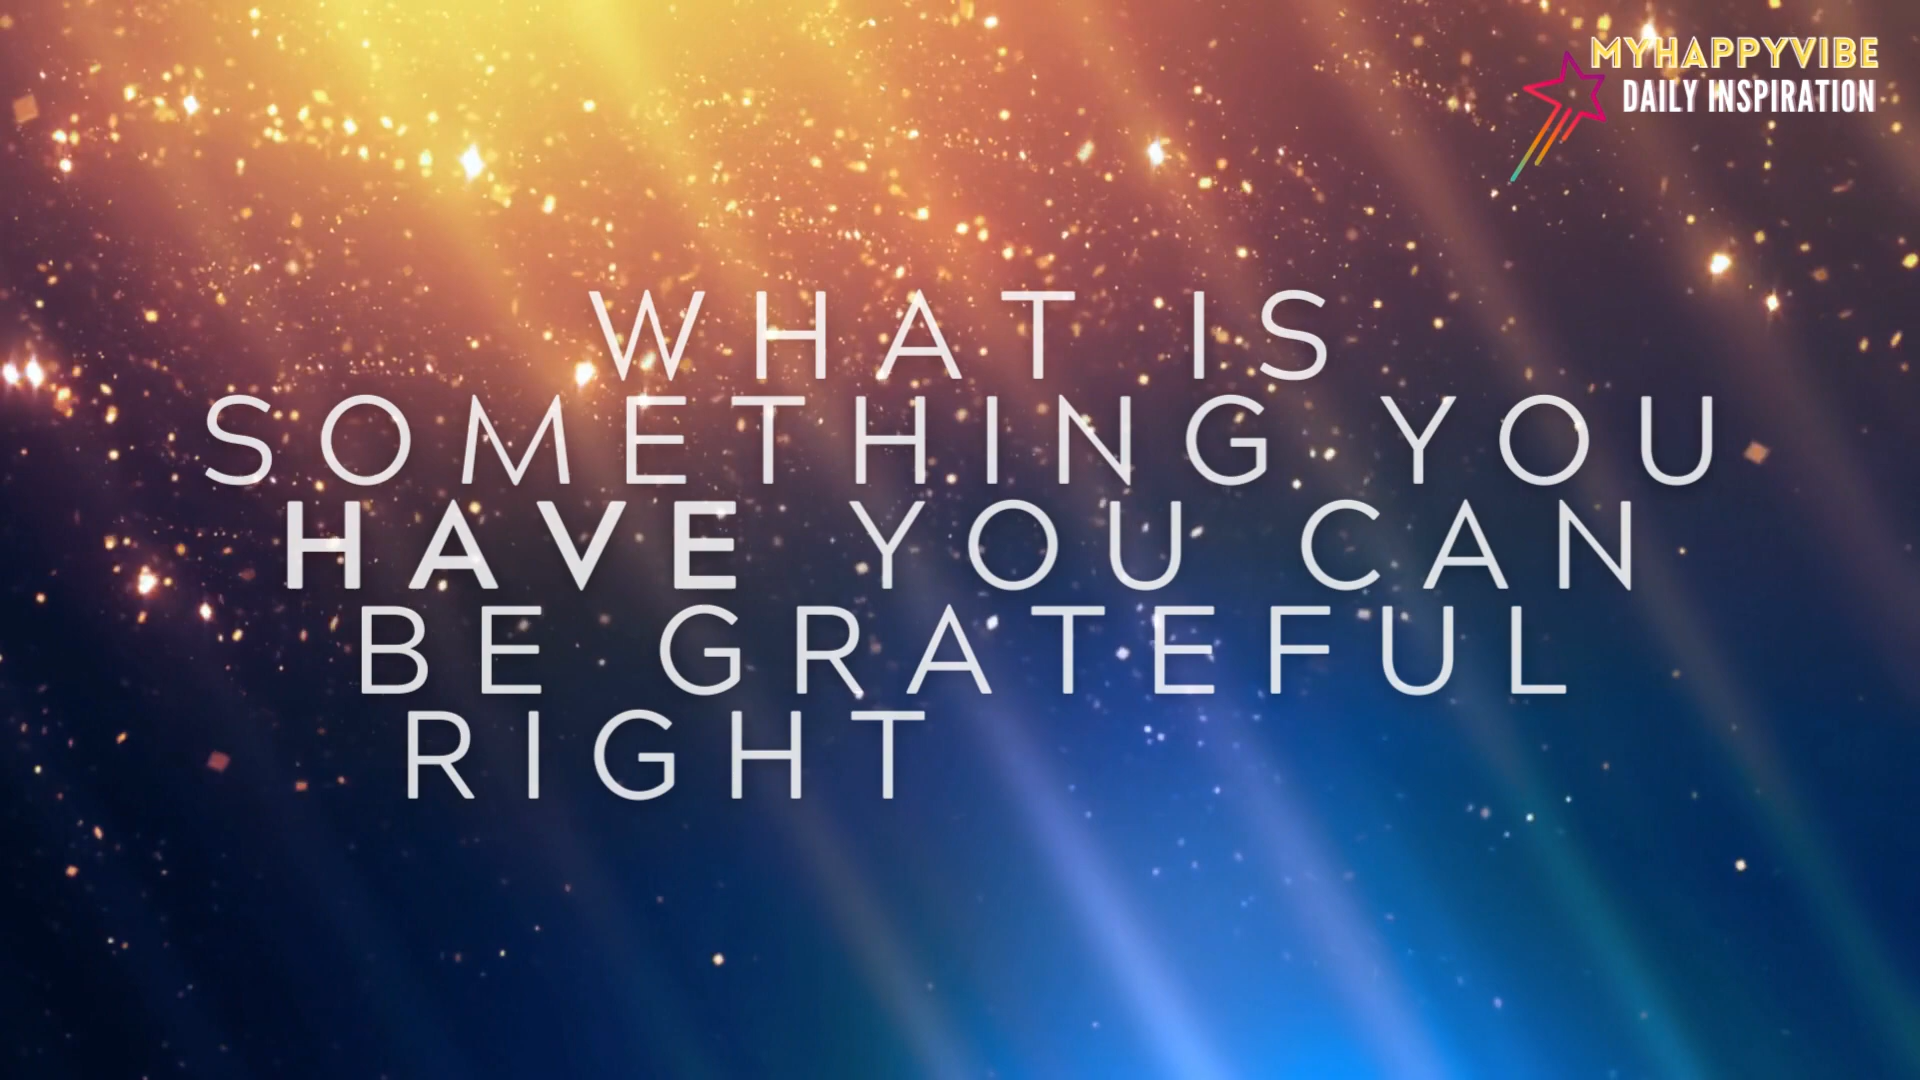 MYHAPPYVIBE
DAILY INSPIRATION
WHAT IS
SOMETHING YOU
HAVE YOU CAN
BE GRATEFUL
RIGHT